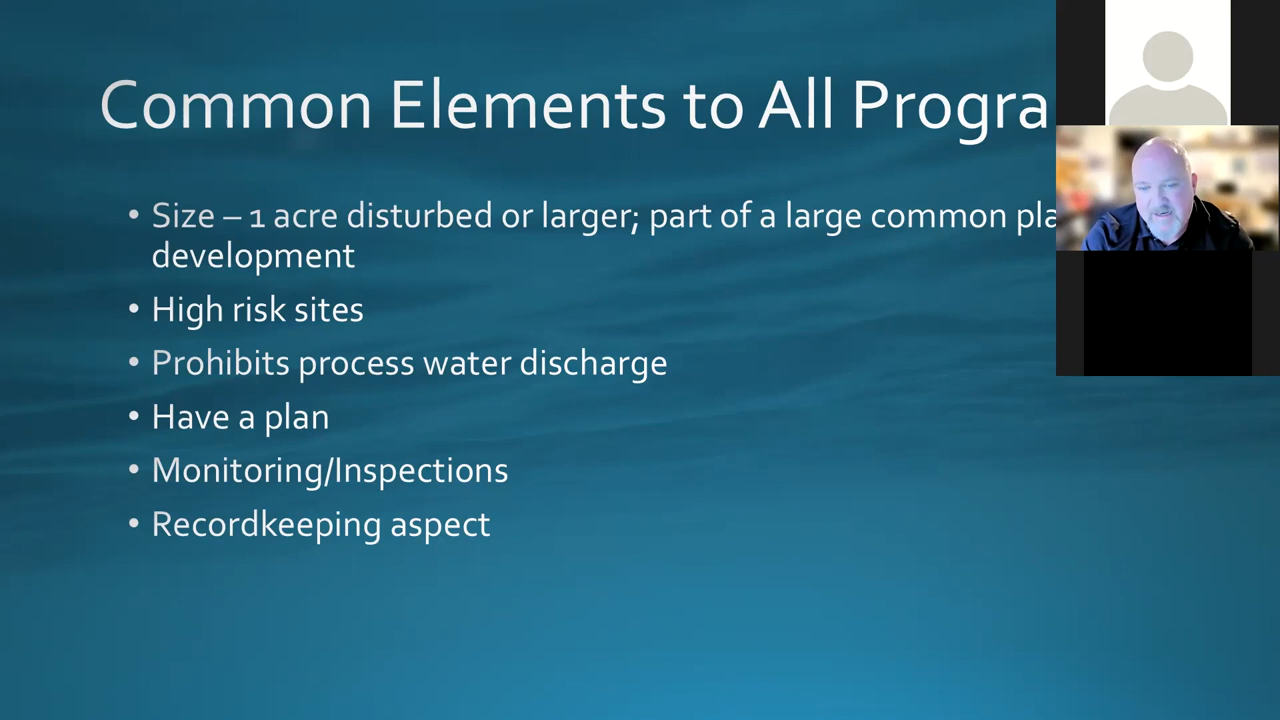 Common Elements to All Progra
• Size – 1 acre disturbed or larger; part of a large common pla
development
• High risk sites
• Prohibits process water discharge
• Have a plan
• Monitoring/Inspections
• Recordkeeping aspect